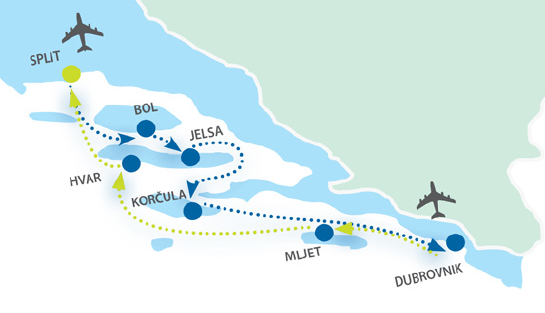 SPLIT
BOL
JELSA
HVAR
KORČULA
MLJET
DUBROVNIK